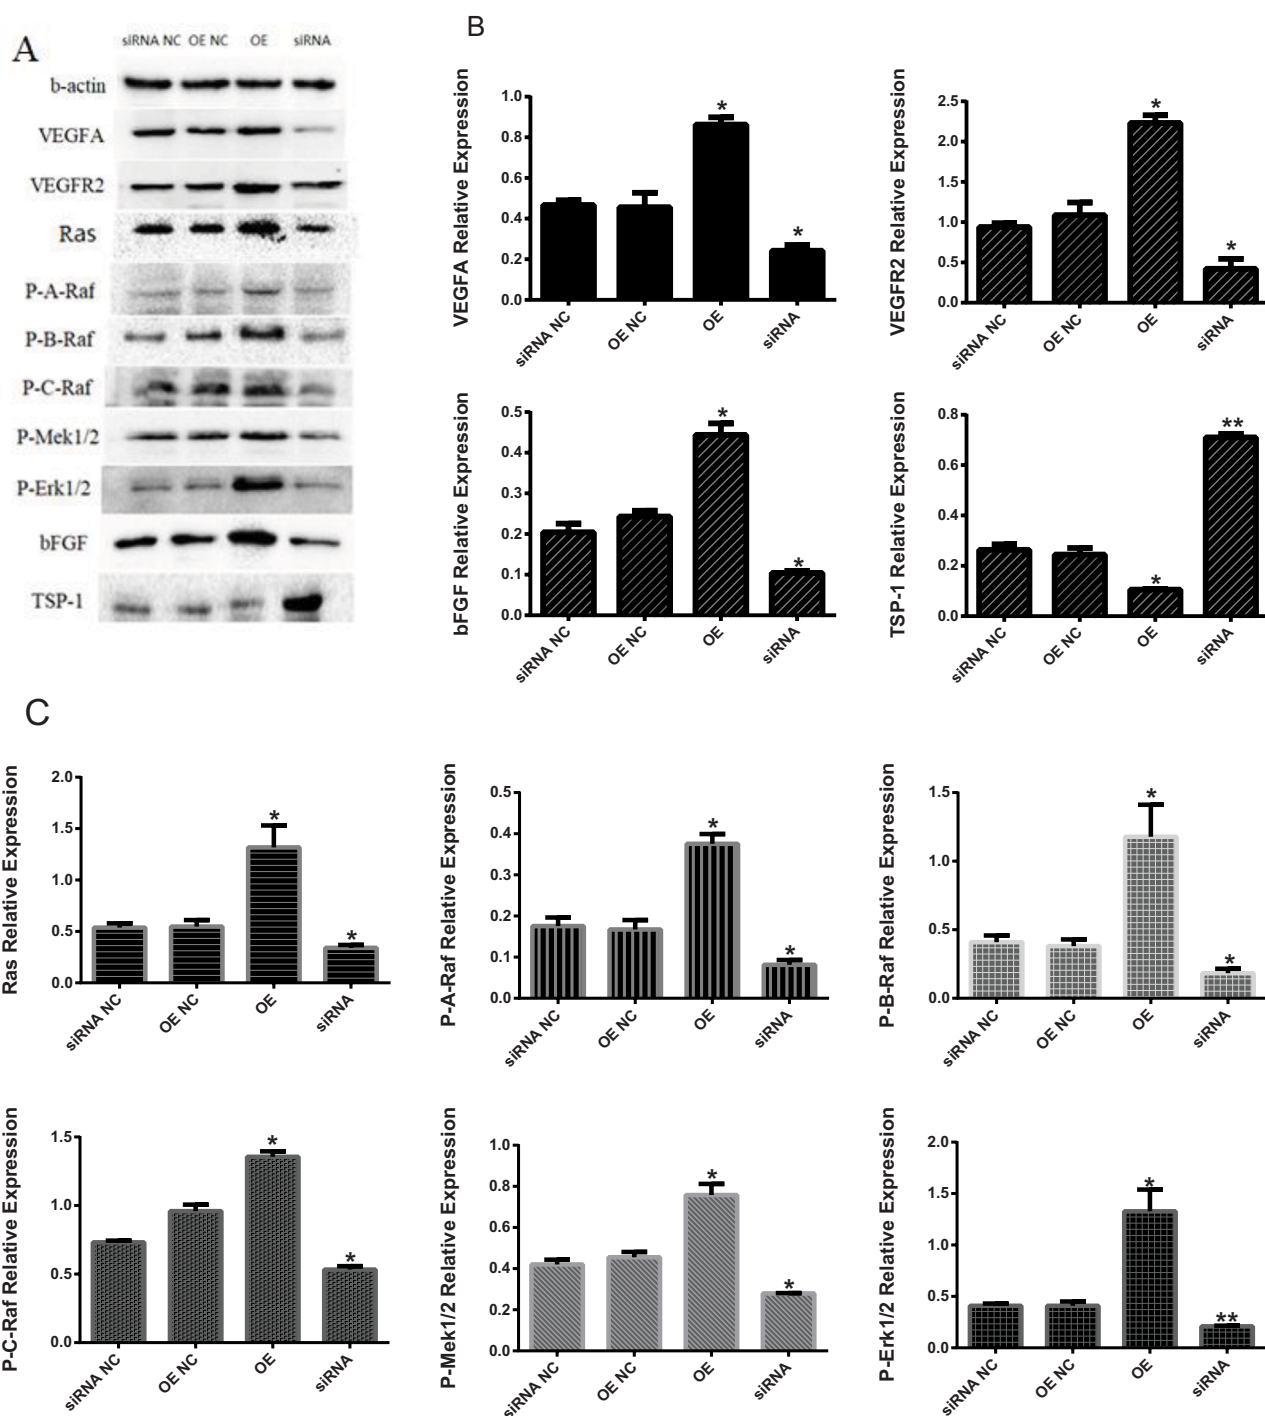 A
siRNA NC OE NC OE siRNA
b-actin
VEGFA
VEGFR2
Ras
P-A-Raf
P-B-Raf
P-C-Raf
P-Mek1/2
P-Erk1/2
bFGF
TSP-1
B
VEGFA Relative Expression
1.0
0.8
0.6
0.4
0.2
0.0
*
*
siRNA NC
OE NC
OE
siRNA
VEGFR2 Relative Expression
2.5
2.0
1.5
1.0
0.5
0.0
*
*
siRNA NC
OE NC
OE
siRNA
bFGF Relative Expression
0.5
0.4
0.3
0.2
0.1
0.0
*
*
siRNA NC
OE NC
OE
siRNA
TSP-1 Relative Expression
0.8
0.6
0.4
0.2
0.0
*
**
siRNA NC
OE NC
OE
siRNA
C
Ras Relative Expression
2.0
1.5
1.0
0.5
0.0
*
*
siRNA NC
OE NC
OE
siRNA
P-A-Raf Relative Expression
0.5
0.4
0.3
0.2
0.1
0.0
*
*
siRNA NC
OE NC
OE
siRNA
P-B-Raf Relative Expression
1.5
1.0
0.5
0.0
*
*
siRNA NC
OE NC
OE
siRNA
P-C-Raf Relative Expression
1.5
1.0
0.5
0.0
*
*
siRNA NC
OE NC
OE
siRNA
P-Mek1/2 Relative Expression
1.0
0.8
0.6
0.4
0.2
0.0
*
*
siRNA NC
OE NC
OE
siRNA
P-Erk1/2 Relative Expression
2.0
1.5
1.0
0.5
0.0
*
**
siRNA NC
OE NC
OE
siRNA